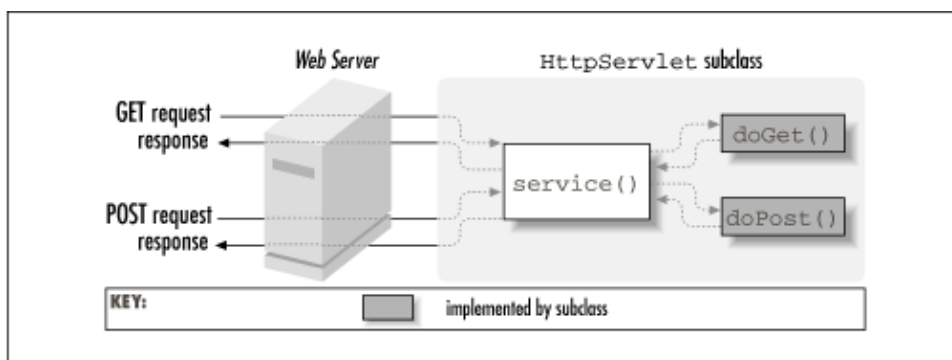 Web Server
HttpServlet subclass
GET request
response
doGet()
service()
POST request
response
doPost()
KEY:
implemented by subclass